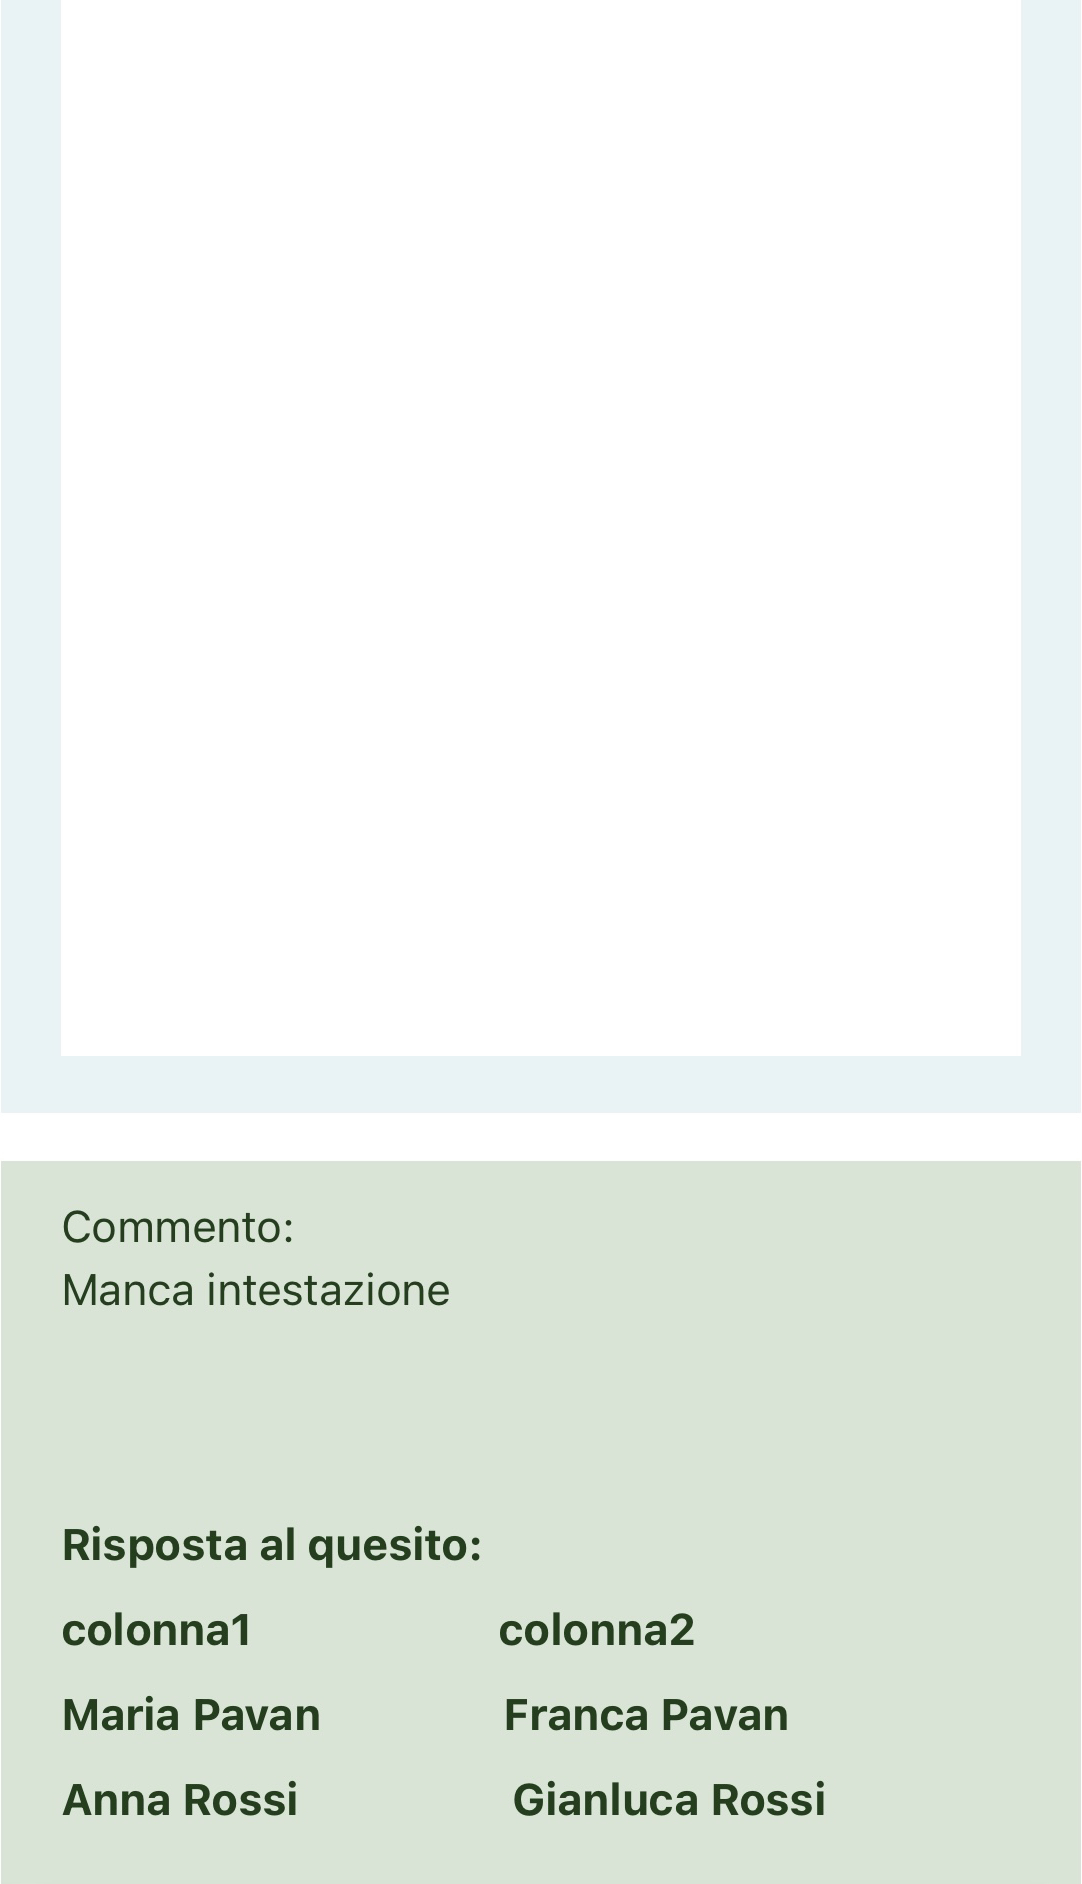 Commento:
Manca intestazione
Risposta al quesito:
colonna1 colonna2
Maria Pavan Franca Pavan
Anna Rossi Gianluca Rossi